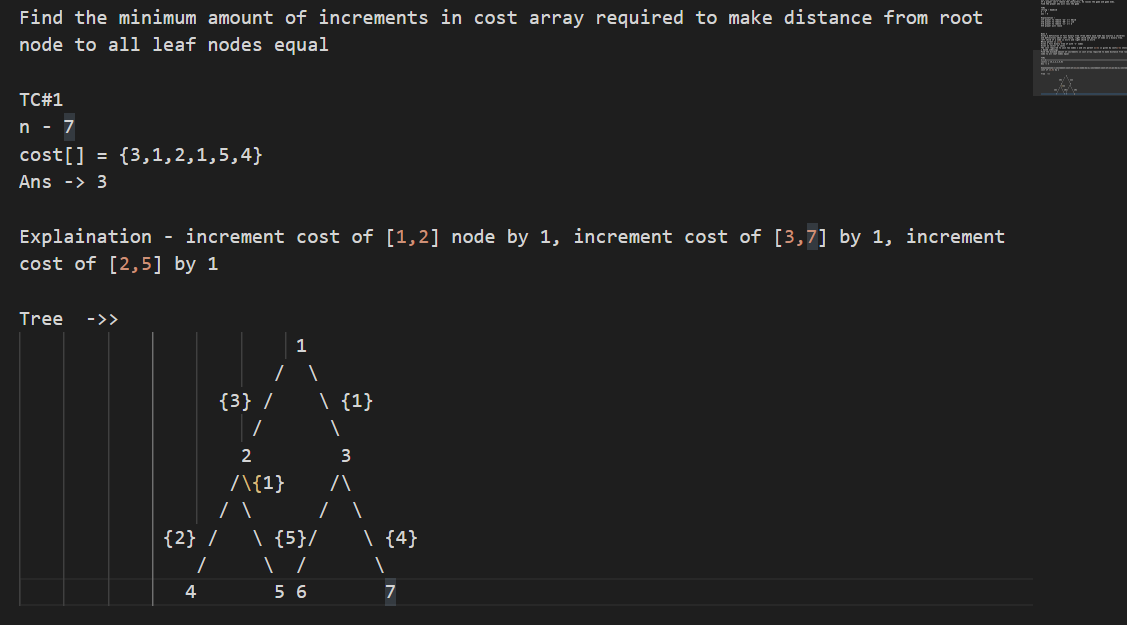 Find the minimum amount of increments in cost array required to make distance from root
node to all leaf nodes equal
TC#1
n - 7
cost[] = {3,1,2,1,5,4}
Ans -> 3
Explaination - increment cost of [1,2] node by 1, increment cost of [3,7] by 1, increment
cost of [2,5] by 1
Tree ->>
1
/ \
{3} / \ {1}
/ \
2 3
/\{1} /\
/ \ / \
{2} / \ {5}/ \ {4}
/ \ / \
4 5 6 7